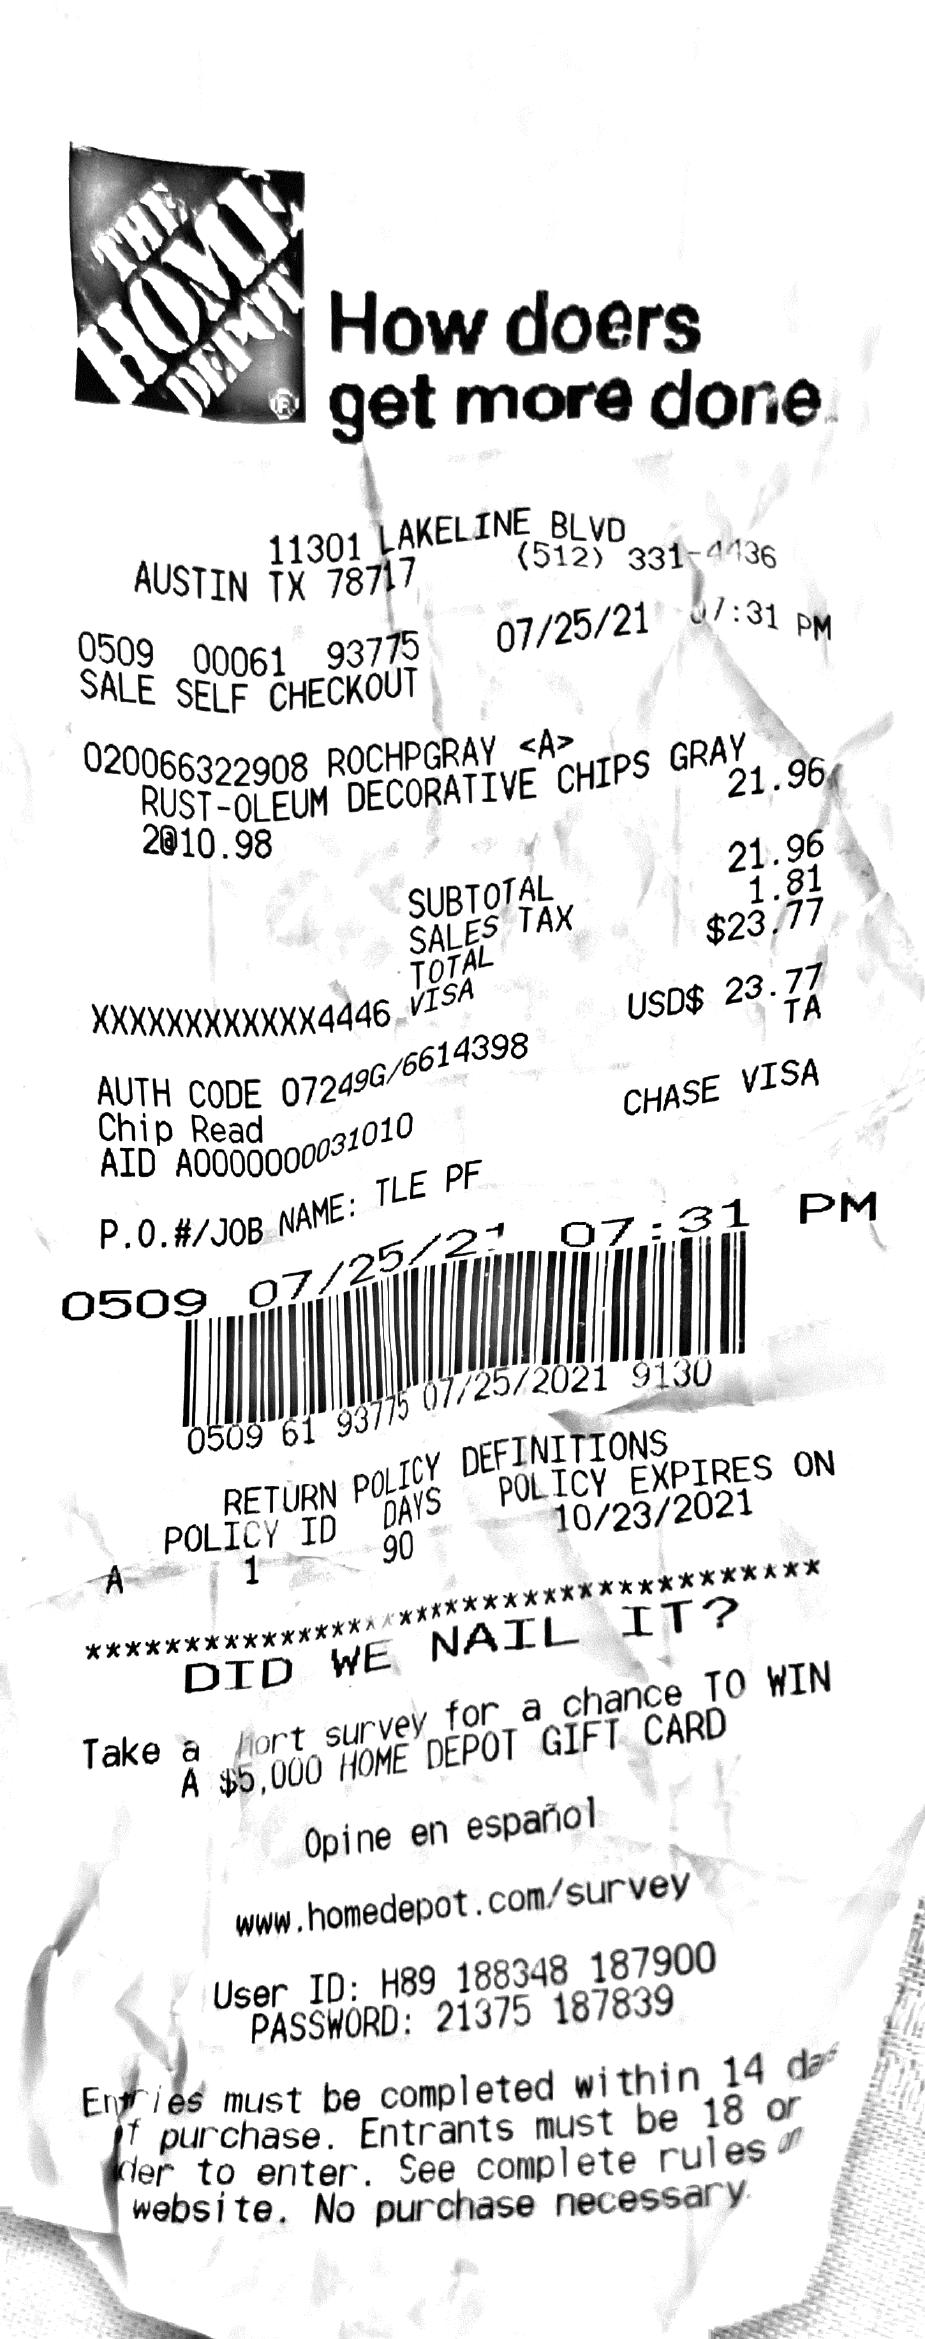 THE
HOME
DEPOT
®
How doers
get more done.
11301 LAKELINE BLVD
AUSTIN TX 78717 (512) 331-4436
0509 00061 93775 07/25/21 07:31 PM
SALE SELF CHECKOUT
020066322908 ROCHPGRAY <A>
RUST-OLEUM DECORATIVE CHIPS GRAY
2@10.98 21.96
SUBTOTAL 21.96
SALES TAX 1.81
TOTAL $23.77
XXXXXXXXXXXX4446 VISA
USD$ 23.77
AUTH CODE 07249G/6614398 TA
Chip Read
AID A0000000031010 CHASE VISA
P.O.#/JOB NAME: TLE PF
0509 07/25/21 07:31 PM
0509 61 93775 07/25/2021 9130
RETURN POLICY DEFINITIONS
POLICY ID DAYS POLICY EXPIRES ON
A 1 90 10/23/2021
**************************************
DID WE NAIL IT?
Take a hort survey for a chance TO WIN
A $5,000 HOME DEPOT GIFT CARD
Opine en español
www.homedepot.com/survey
User ID: H89 188348 187900
PASSWORD: 21375 187839
Entries must be completed within 14
purchase. Entrants must be 18 or
to enter. See complete rules
website. No purchase necessary.